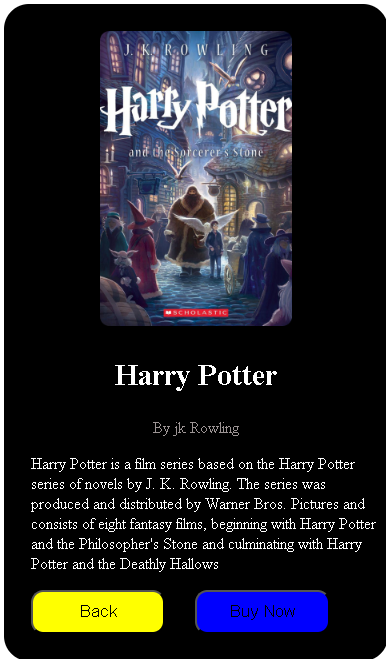 J. K. ROWLING
Harry Potter
and the Sorcerer's Stone
SCHOLASTIC
Harry Potter
By jk Rowling
Harry Potter is a film series based on the Harry Potter
series of novels by J. K. Rowling. The series was
produced and distributed by Warner Bros. Pictures and
consists of eight fantasy films, beginning with Harry Potter
and the Philosopher's Stone and culminating with Harry
Potter and the Deathly Hallows
Back
Buy Now